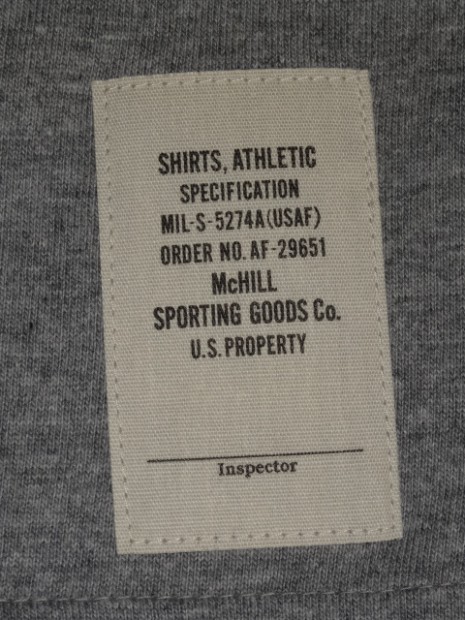 SHIRTS, ATHLETIC
SPECIFICATION
MIL-S-5274A(USAF)
ORDER NO. AF-29651
McHILL
SPORTING GOODS Co.
U.S. PROPERTY
Inspector